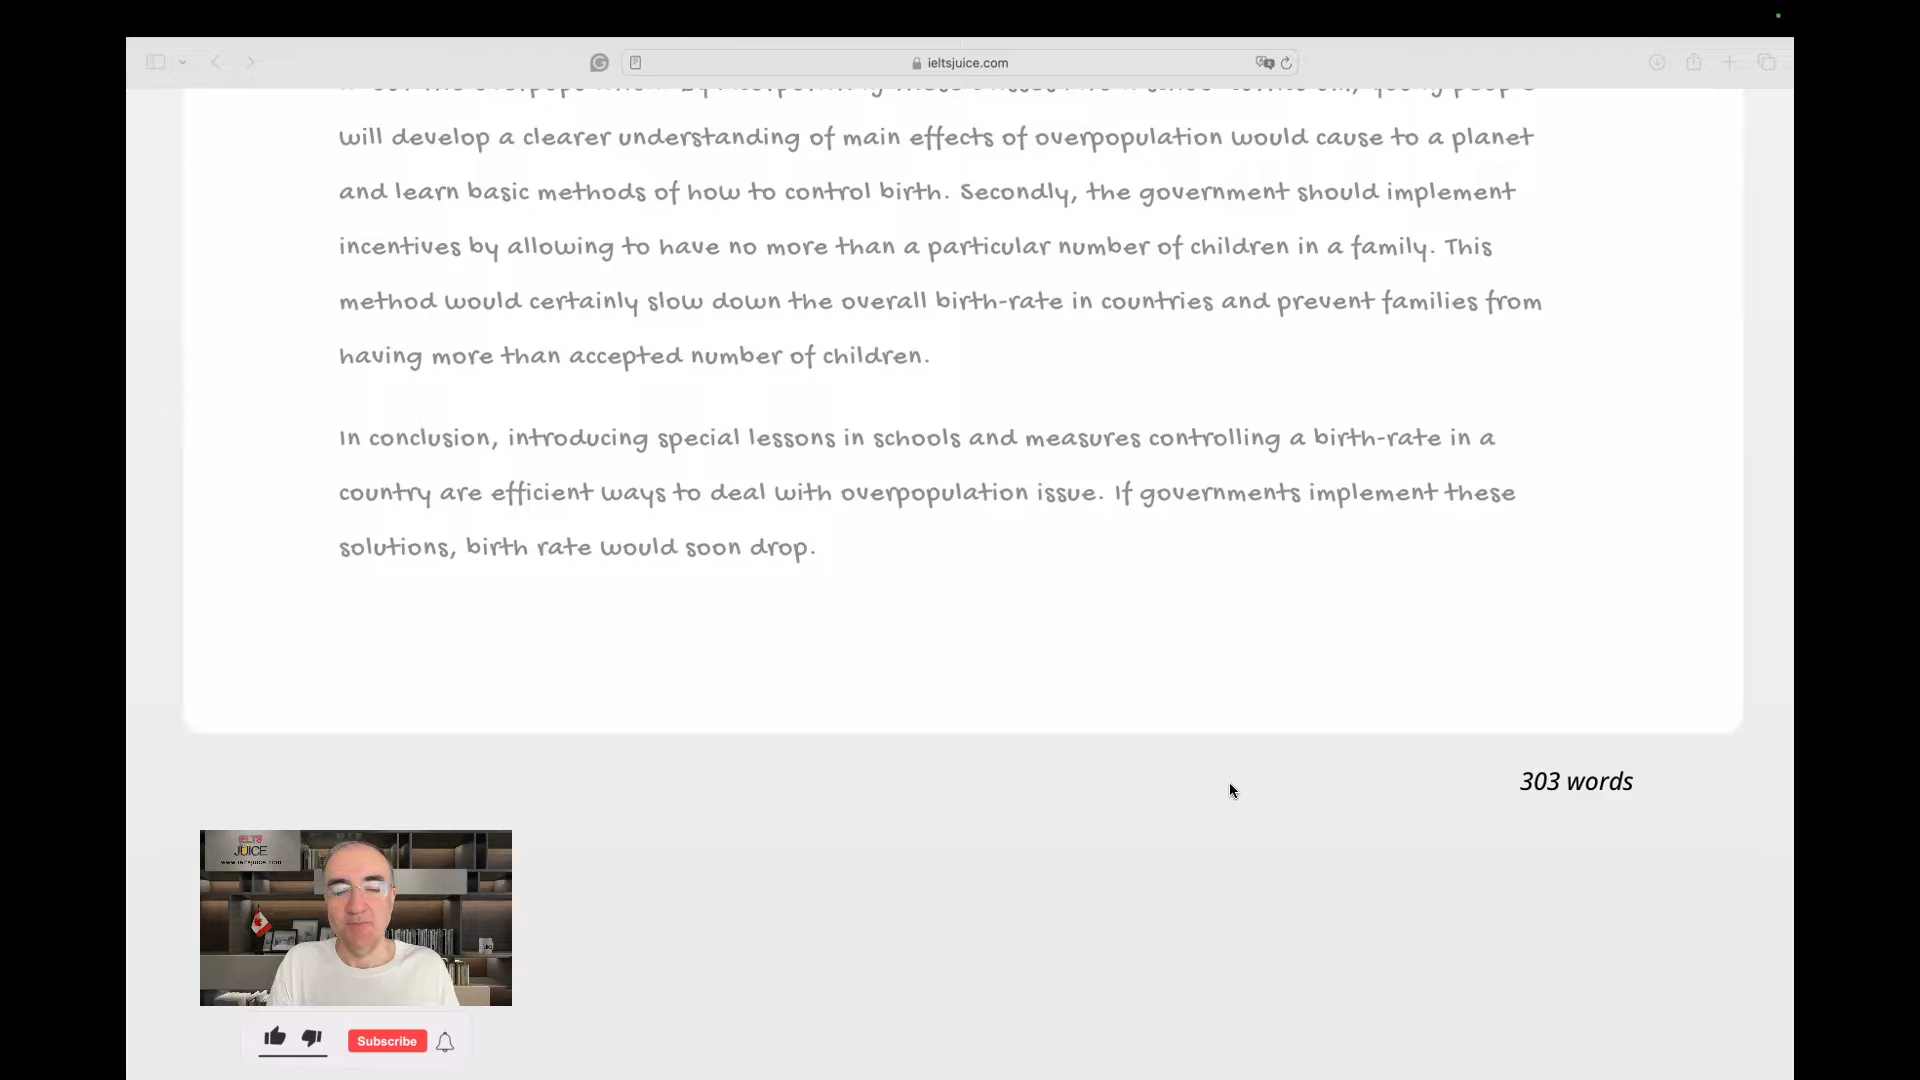 ieltsjuice.com
will develop a clearer understanding of main effects of overpopulation would cause to a planet
and learn basic methods of how to control birth. Secondly, the government should implement
incentives by allowing to have no more than a particular number of children in a family. This
method would certainly slow down the overall birth-rate in countries and prevent families from
having more than accepted number of children.
In conclusion, introducing special lessons in schools and measures controlling a birth-rate in a
country are efficient ways to deal with overpopulation issue. If governments implement these
solutions, birth rate would soon drop.
303 words
IELTS
JUICE
www.ieltsjuice.com
Subscribe